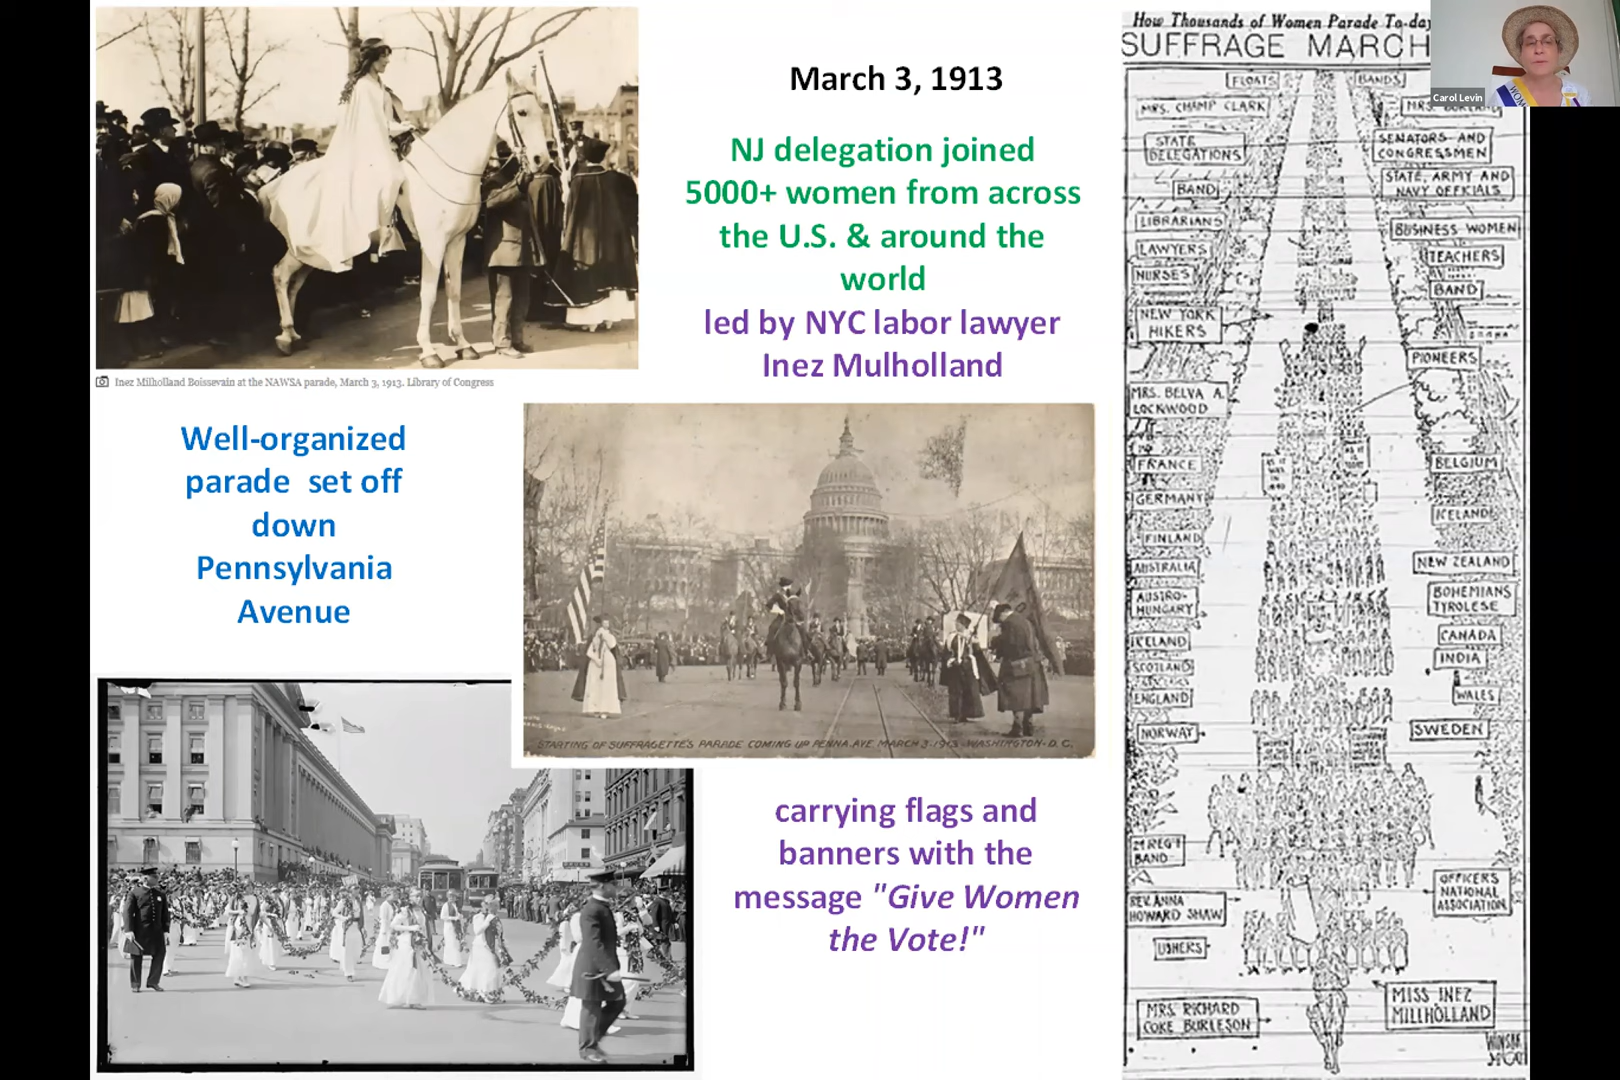 March 3, 1913
NJ delegation joined
5000+ women from across
the U.S. & around the
world
led by NYC labor lawyer
Inez Mulholland
Inez Milholland Boissevain at the NAWSA parade, March 3, 1913. Library of Congress
Well-organized
parade set off
down
Pennsylvania
Avenue
STARTING OF SUFFRAGETTES PARADE COMING UP PENNA. AVE MARCH 3-1913 WASHINGTON-D.C.
carrying flags and
banners with the
message "Give Women
the Vote!"
How Thousands of Women Parade To-day
SUFFRAGE MARCH
FLOATS
BANDS
MRS. CHAMP CLARK
MRS.
STATE
DELEGATIONS
SENATORS AND
CONGRESSMEN
BAND
STATE, ARMY AND
NAVY OFFICIALS
LIBRARIANS
BUSINESS WOMEN
LAWYERS
TEACHERS
NURSES
BAND
NEW YORK
HIKERS
PIONEERS
MRS. BELVA A.
LOCKWOOD
FRANCE
BELGIUM
GERMANY
ICELAND
FINLAND
NEW ZEALAND
AUSTRALIA
AUSTRO-
HUNGARY
BOHEMIANS
TYROLESE
CANADA
INDIA
SCOTLAND
ENGLAND
WALES
NORWAY
SWEDEN
BAND
OFFICERS
NATIONAL
ASSOCIATION
REV. ANNA
HOWARD SHAW
USHERS
MRS. RICHARD
COKE BURLESON
MISS INEZ
MILLHOLLAND
Carol Levin